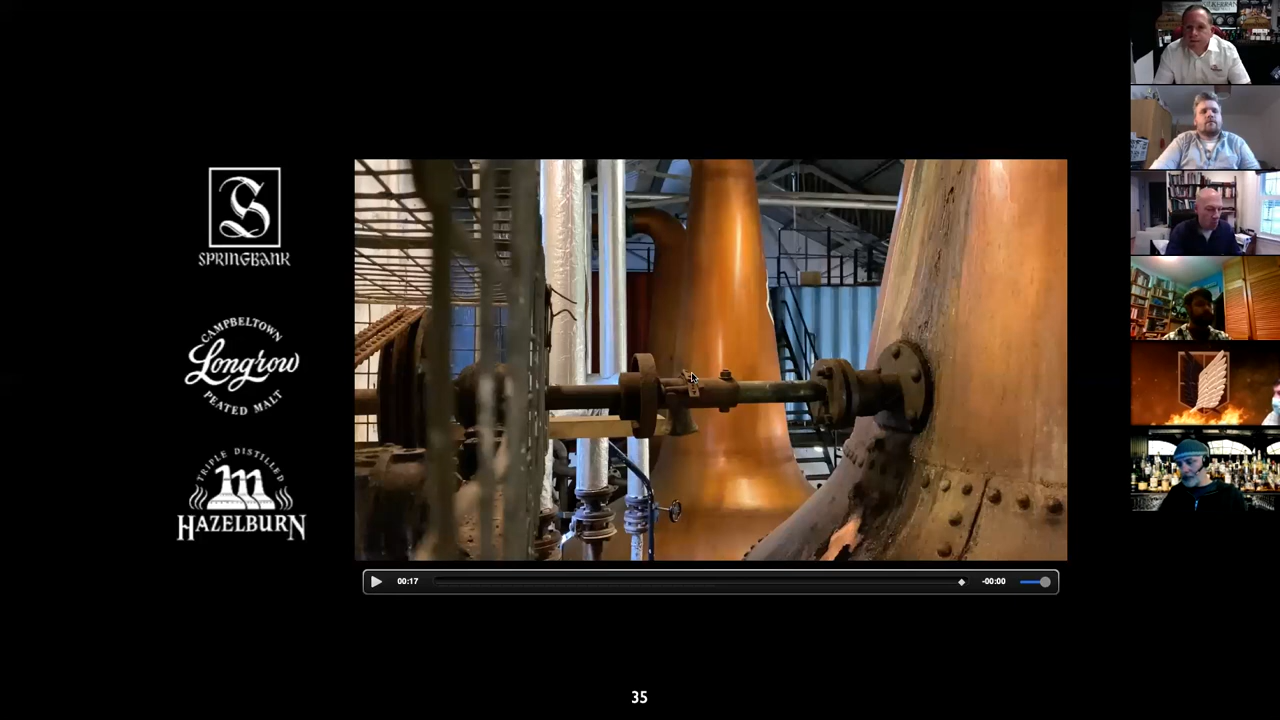 S
SPRINGBANK
CAMPBELTOWN
Longrow
PEATED MALT
TRIPLE DISTILLED
HAZELBURN
00:17
-00:00
35